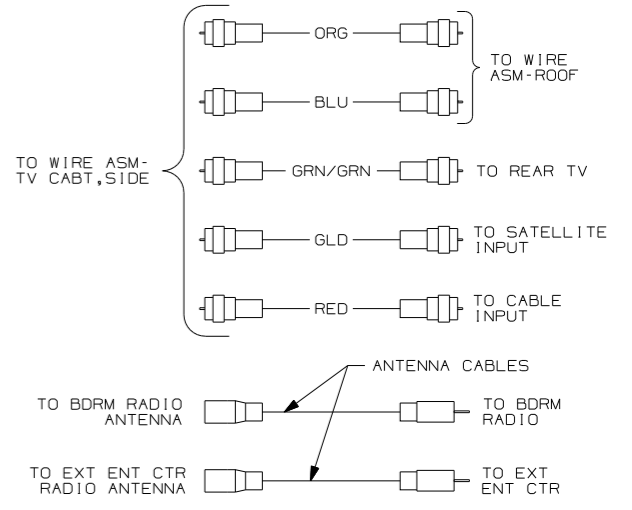 ORG
TO WIRE
ASM-ROOF
BLU
TO WIRE ASM-
TV CABT,SIDE
GRN/GRN
TO REAR TV
GLD
TO SATELLITE
INPUT
RED
TO CABLE
INPUT
ANTENNA CABLES
TO BDRM RADIO
ANTENNA
TO BDRM
RADIO
TO EXT ENT CTR
RADIO ANTENNA
TO EXT
ENT CTR